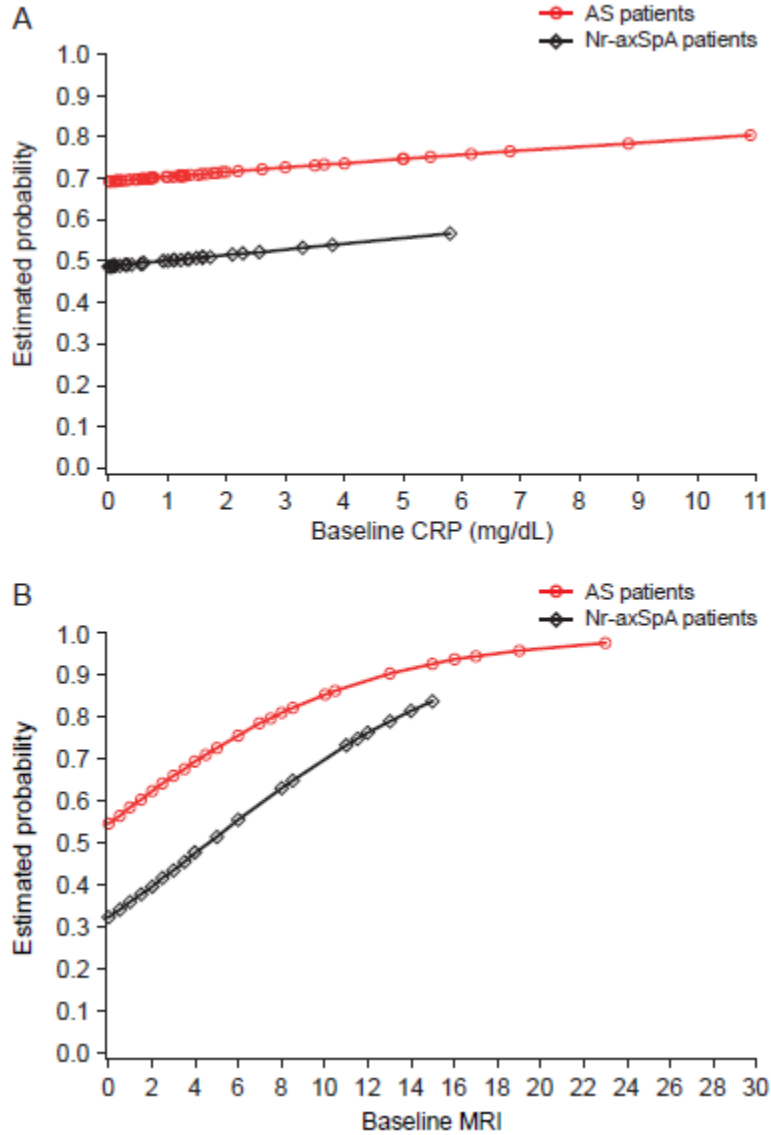 A
AS patients
Nr-axSpA patients
Estimated probability
1.0
0.9
0.8
0.7
0.6
0.5
0.4
0.3
0.2
0.1
0.0
0 1 2 3 4 5 6 7 8 9 10 11
Baseline CRP (mg/dL)
B
AS patients
Nr-axSpA patients
Estimated probability
1.0
0.9
0.8
0.7
0.6
0.5
0.4
0.3
0.2
0.1
0.0
0 2 4 6 8 10 12 14 16 18 20 22 24 26 28 30
Baseline MRI